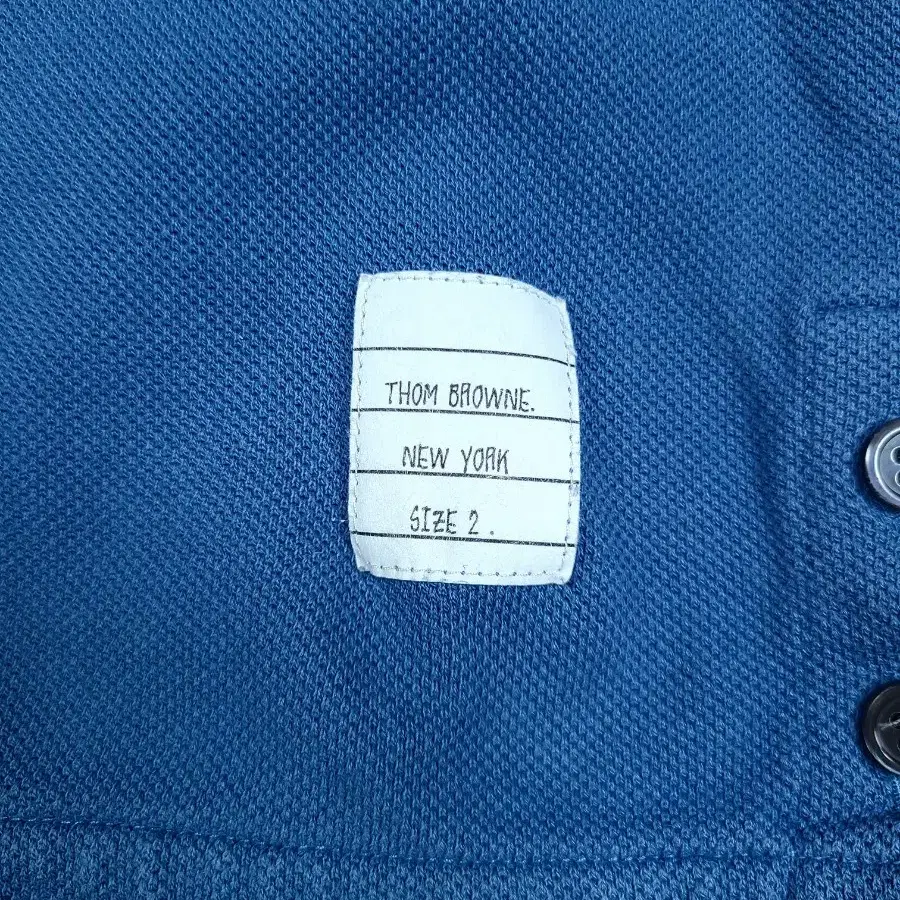 THOM BROWNE.
NEW YORK
SIZE 2.